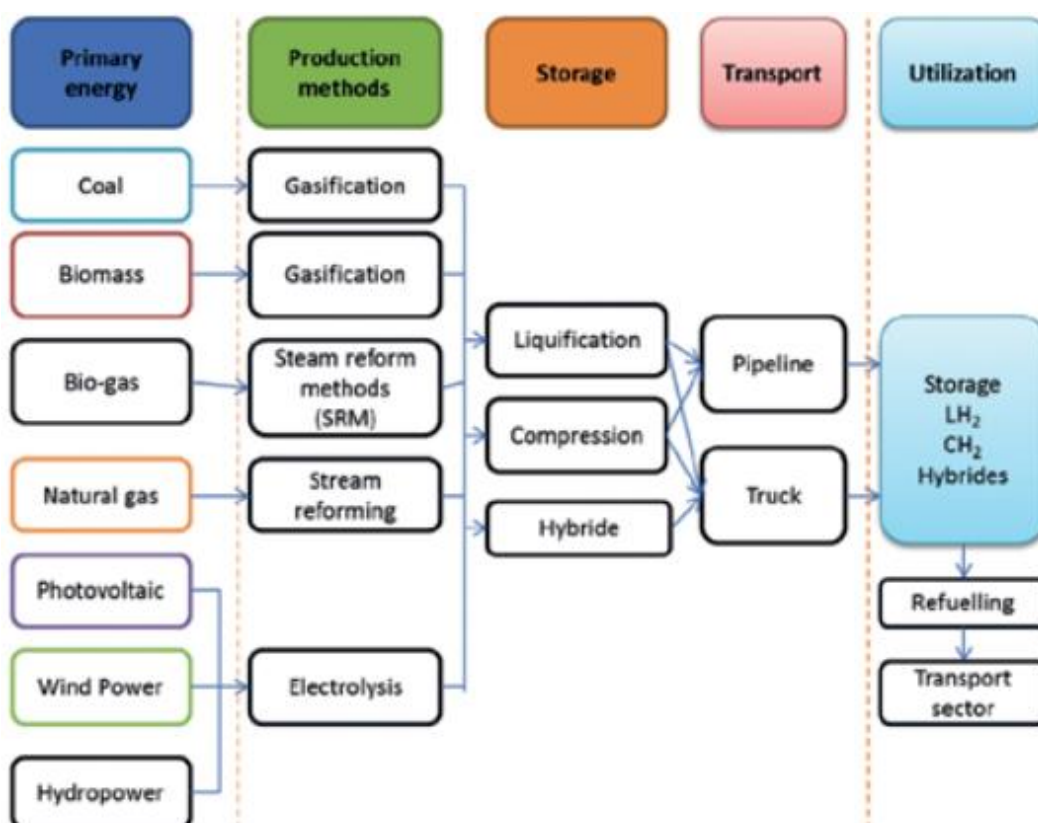 Primary
energy
Production
methods
Storage
Transport
Utilization
Coal
Gasification
Biomass
Gasification
Bio-gas
Steam reform
methods
(SRM)
Natural gas
Stream
reforming
Photovoltaic
Wind Power
Hydropower
Electrolysis
Liquification
Compression
Hybride
Pipeline
Truck
Storage
LH₂
CH₂
Hybrides
Refuelling
Transport
sector